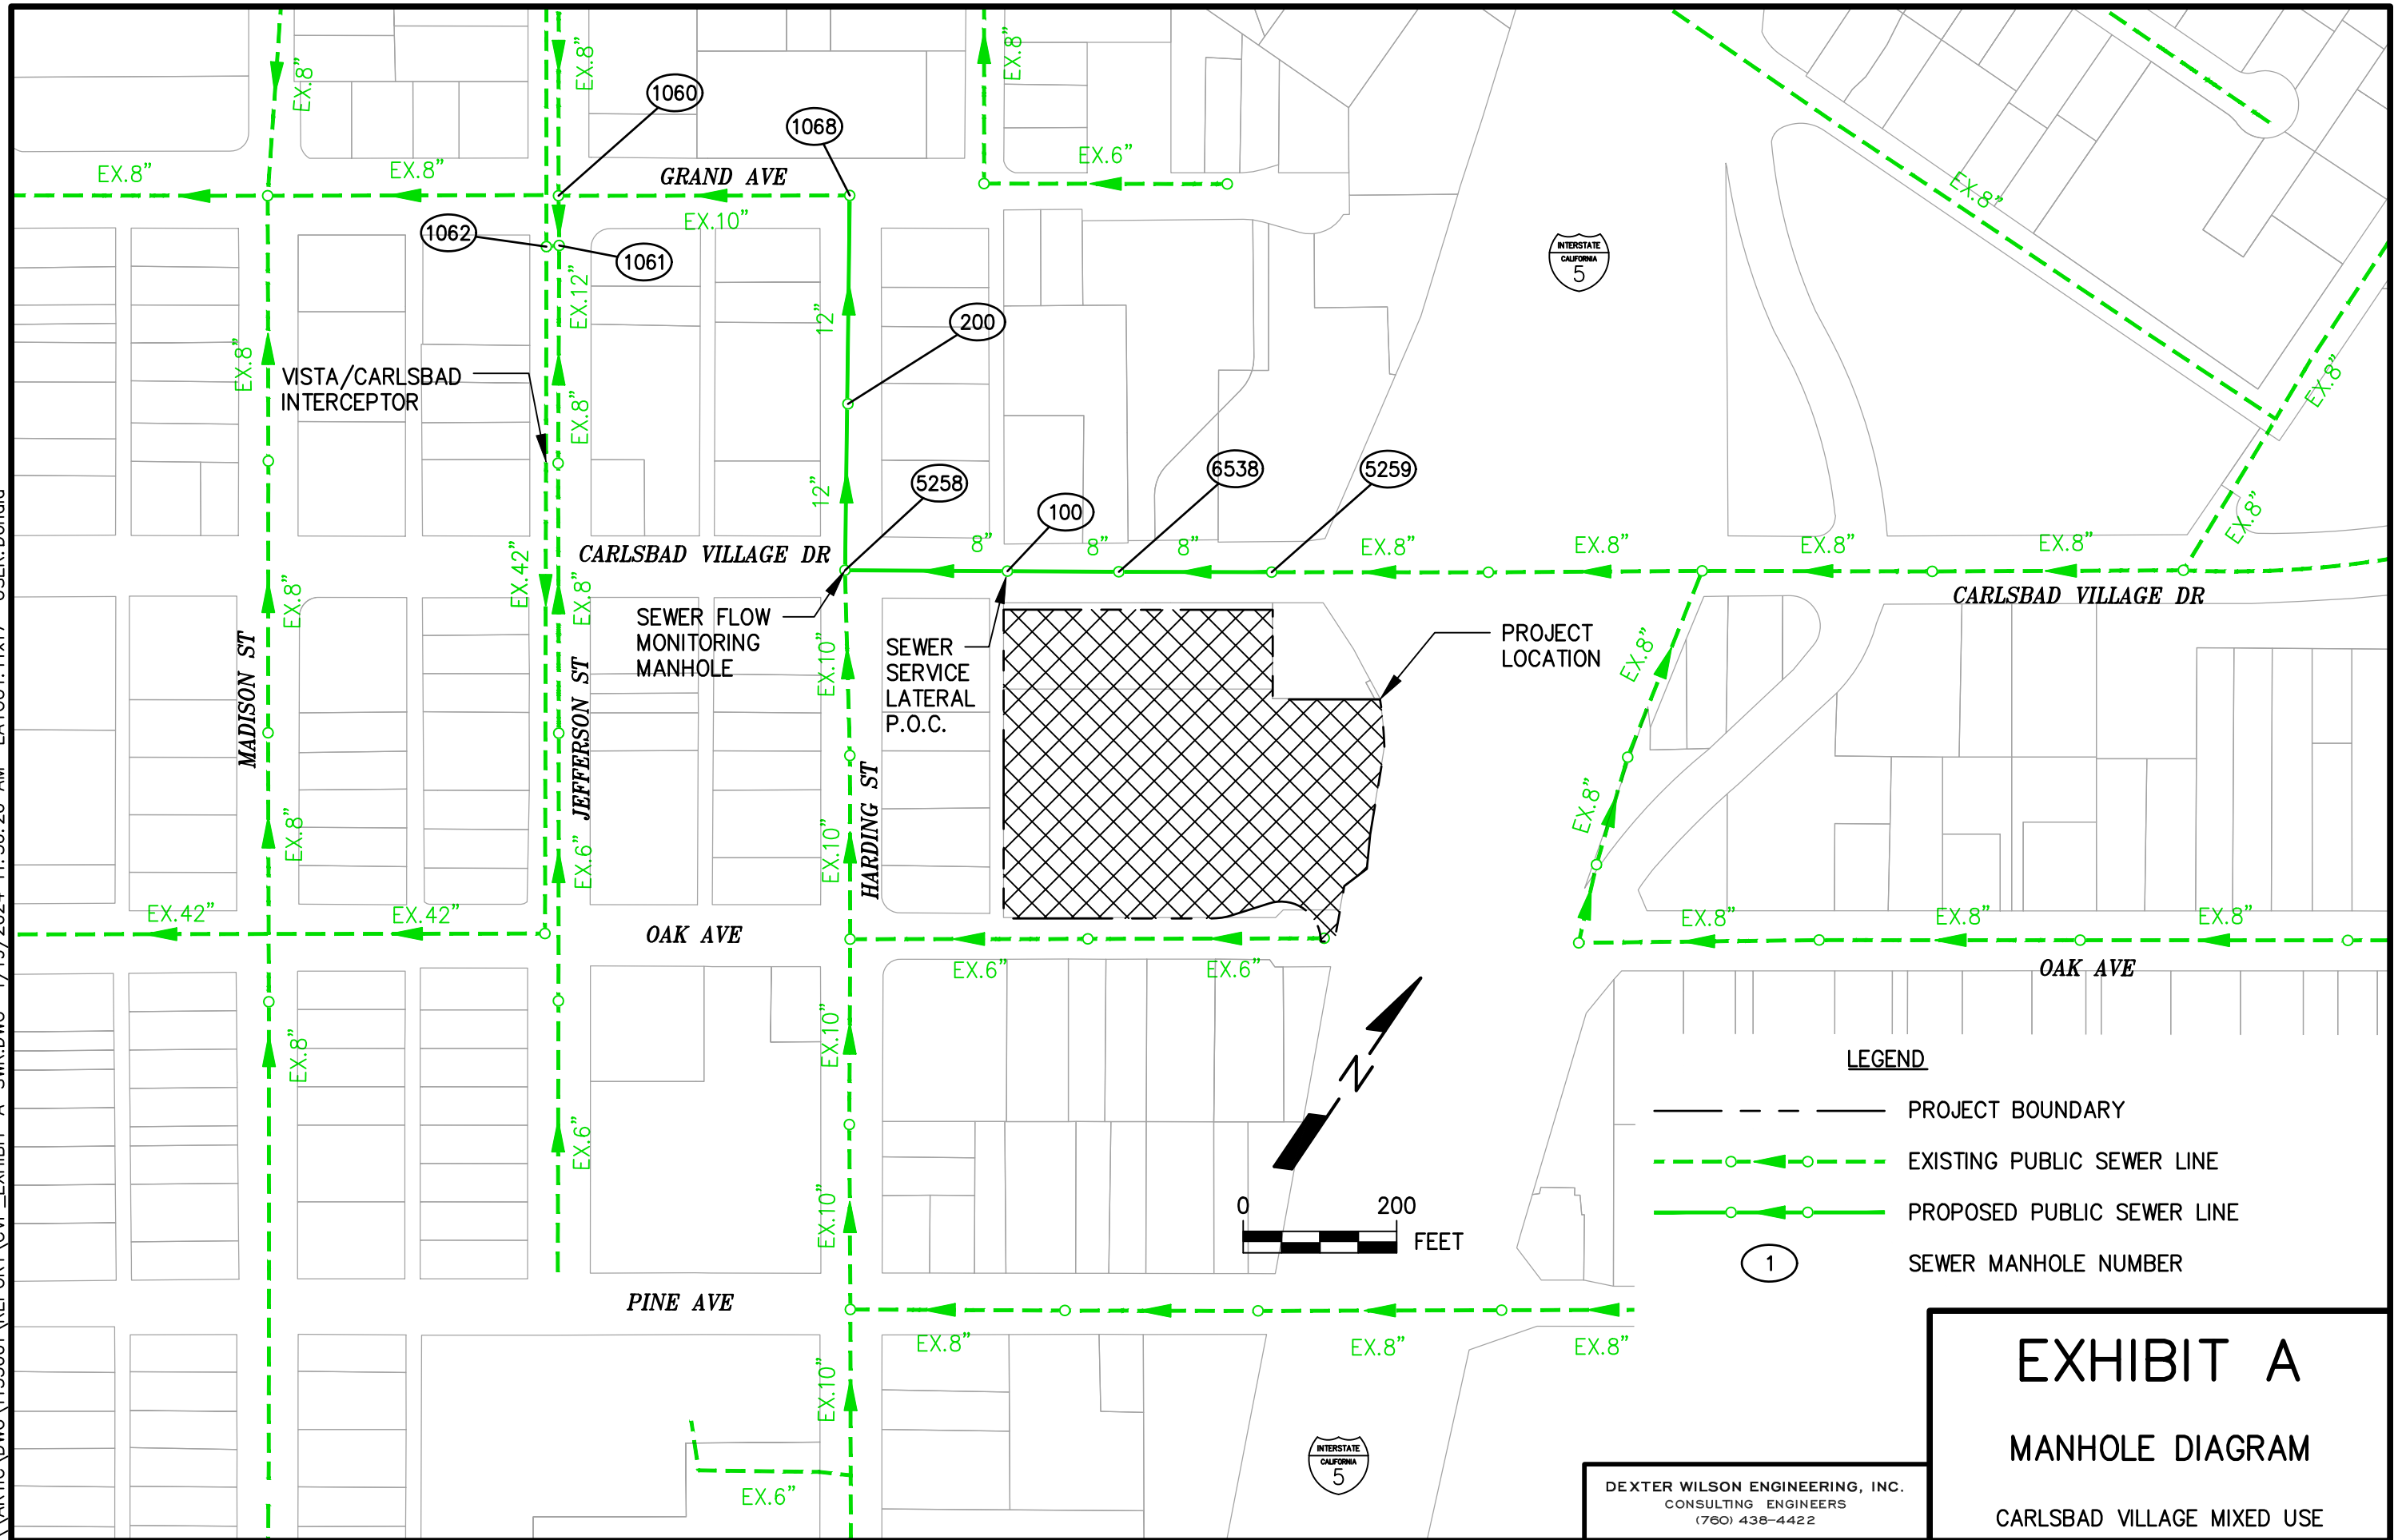 EX.8"
EX.8"
EX.8"
1060
1068
EX.8"
EX.8"
EX.6"
GRAND AVE
EX.10"
EX.8"
1062
1061
INTERSTATE
CALIFORNIA
5
EX.12"
12"
200
EX.8"
EX.8"
VISTA/CARLSBAD
INTERCEPTOR
EX.8"
12"
5258
100
6538
5259
CARLSBAD VILLAGE DR
8"
8"
8"
EX.8"
EX.8"
EX.8"
EX.8"
EX.8"
EX.42"
EX.8"
EX.8"
CARLSBAD VILLAGE DR
SEWER FLOW
MONITORING
MANHOLE
SEWER
SERVICE
LATERAL
P.O.C.
PROJECT
LOCATION
EX.10"
EX.8"
MADISON ST
JEFFERSON ST
HARDING ST
EX.8"
EX.6"
EX.10"
EX.8"
EX.42"
EX.42"
OAK AVE
EX.6"
EX.6"
EX.8"
EX.8"
EX.8"
OAK AVE
EX.8"
EX.10"
EX.6"
N
LEGEND
PROJECT BOUNDARY
EXISTING PUBLIC SEWER LINE
PROPOSED PUBLIC SEWER LINE
1
SEWER MANHOLE NUMBER
0 200
FEET
EX.10"
PINE AVE
EX.8"
EX.8"
EX.8"
EX.10"
EX.6"
INTERSTATE
CALIFORNIA
5
DEXTER WILSON ENGINEERING, INC.
CONSULTING ENGINEERS
(760) 438-4422
EXHIBIT A
MANHOLE DIAGRAM
CARLSBAD VILLAGE MIXED USE